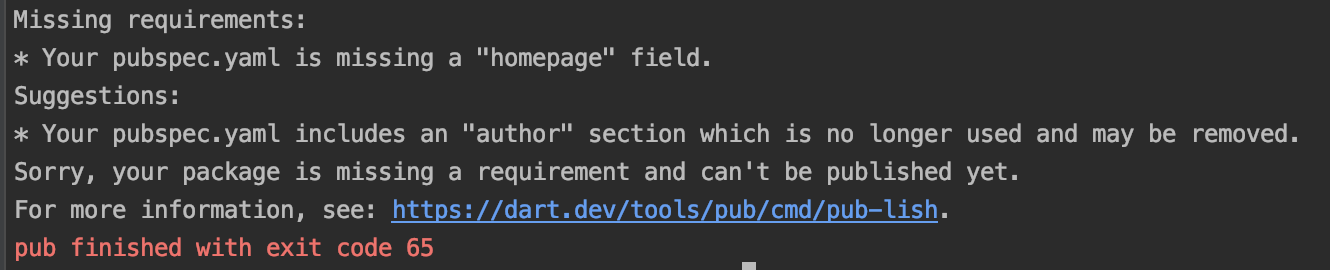 Missing requirements:
* Your pubspec.yaml is missing a "homepage" field.
Suggestions:
* Your pubspec.yaml includes an "author" section which is no longer used and may be removed.
Sorry, your package is missing a requirement and can't be published yet.
For more information, see: https://dart.dev/tools/pub/cmd/pub-lish.
pub finished with exit code 65